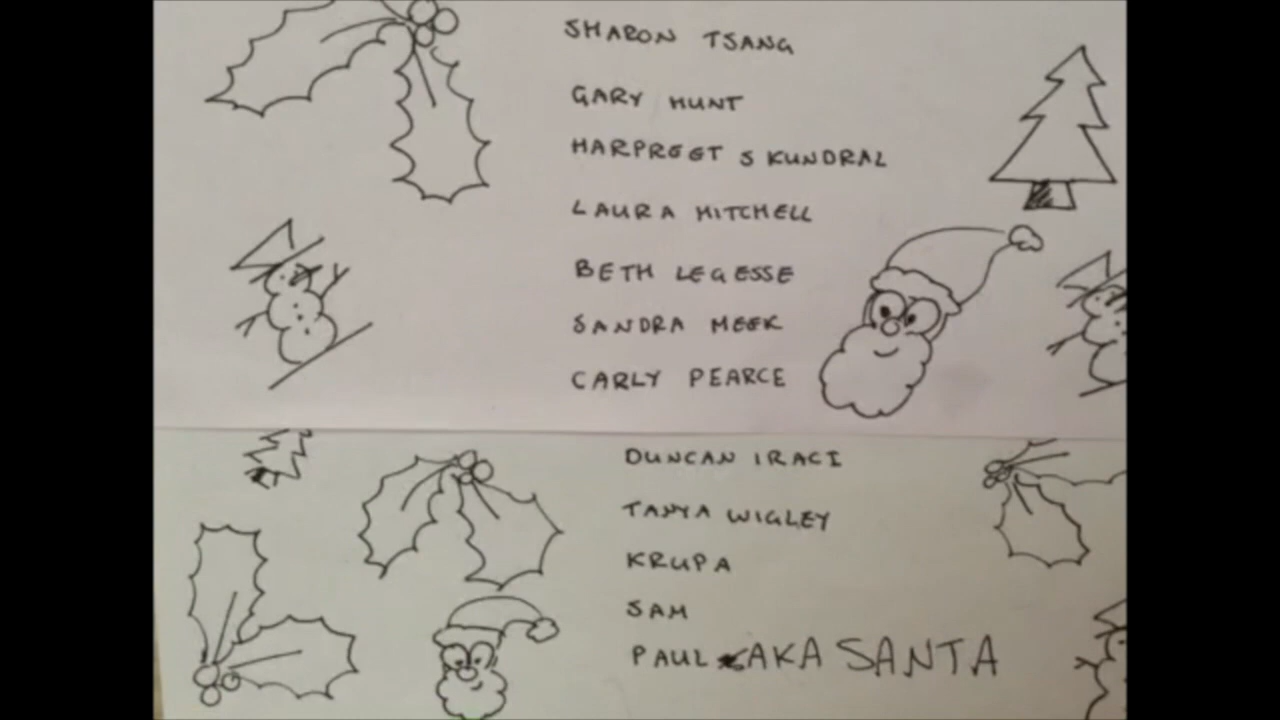 SHARON TSANG
GARY HUNT
HARPREET S KUNDRAL
LAURA MITCHELL
BETH LEGESSE
SANDRA MEEK
CARLY PEARCE
DUNCAN IRACI
TANYA WIGLEY
KRUPA
SAM
PAUL AKA SANTA